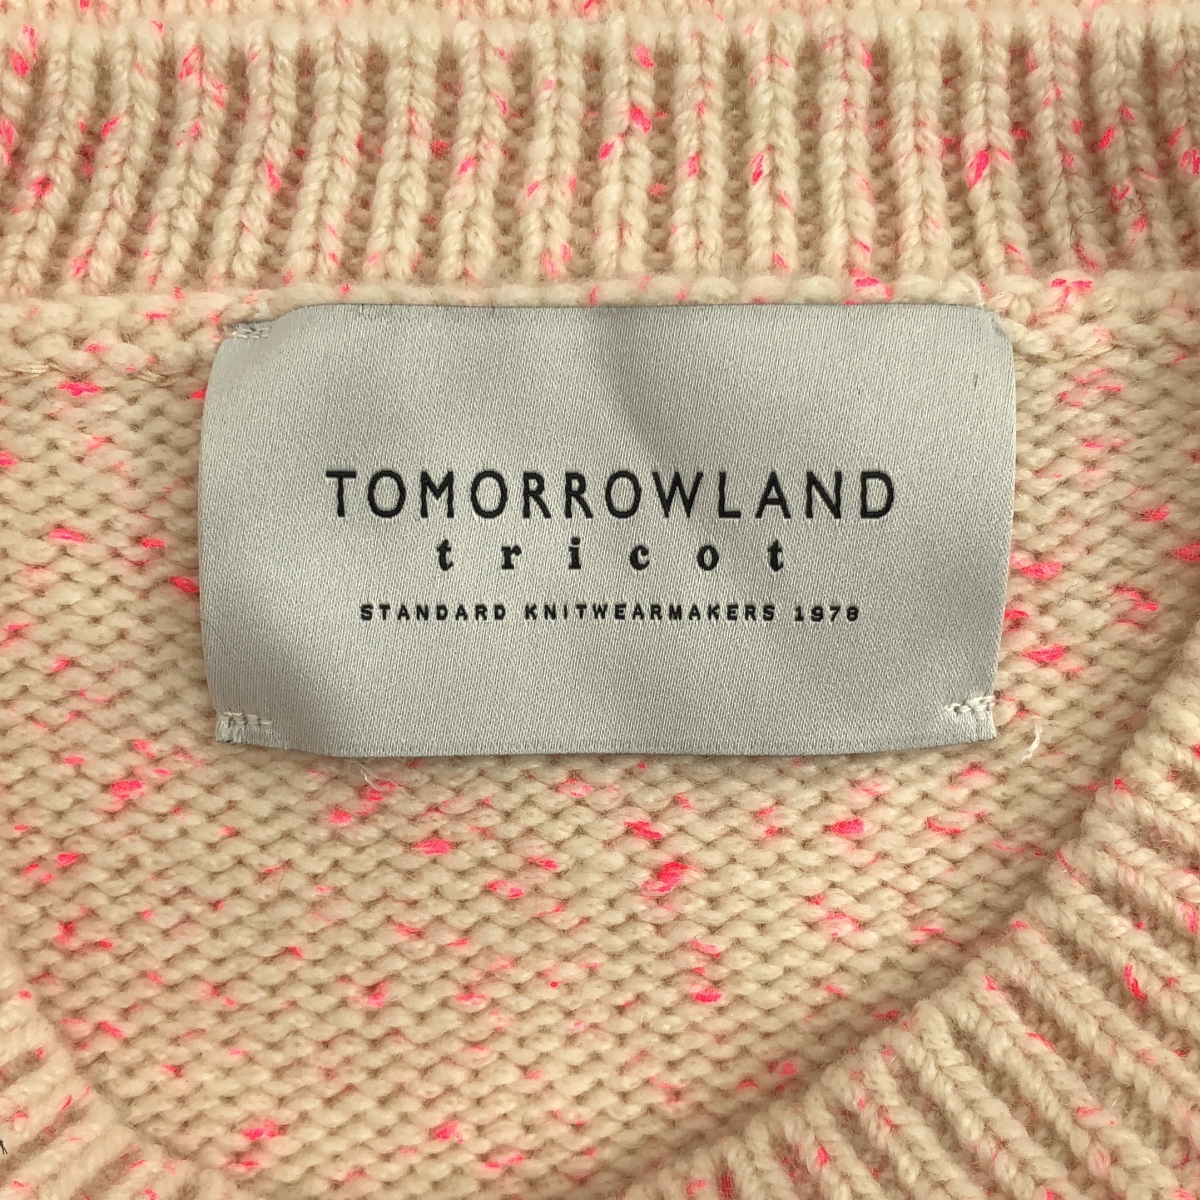 TOMORROWLAND
tricot
STANDARD KNITWEARMAKERS 1978